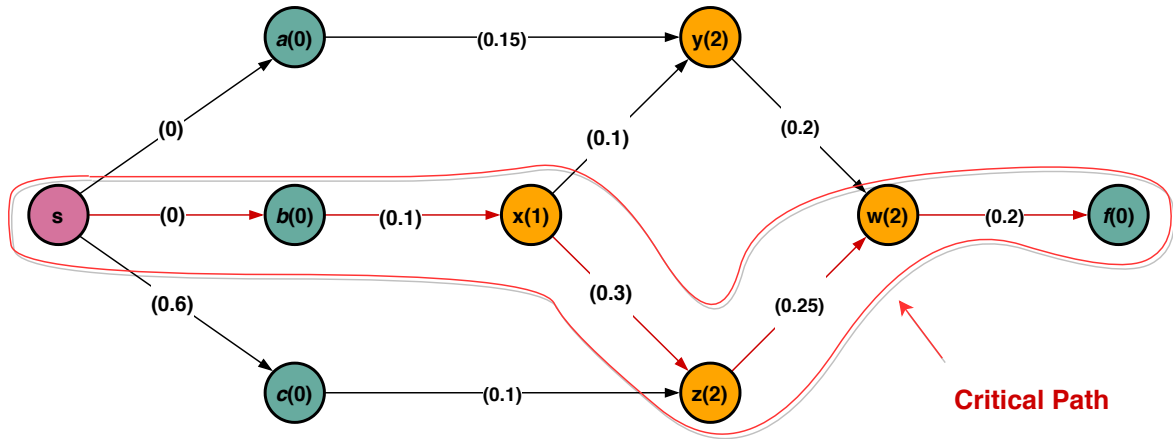 a(0)
(0.15)
y(2)
(0)
(0.1)
(0.2)
s
(0)
b(0)
(0.1)
x(1)
w(2)
(0.2)
f(0)
(0.6)
(0.3)
(0.25)
c(0)
(0.1)
z(2)
Critical Path